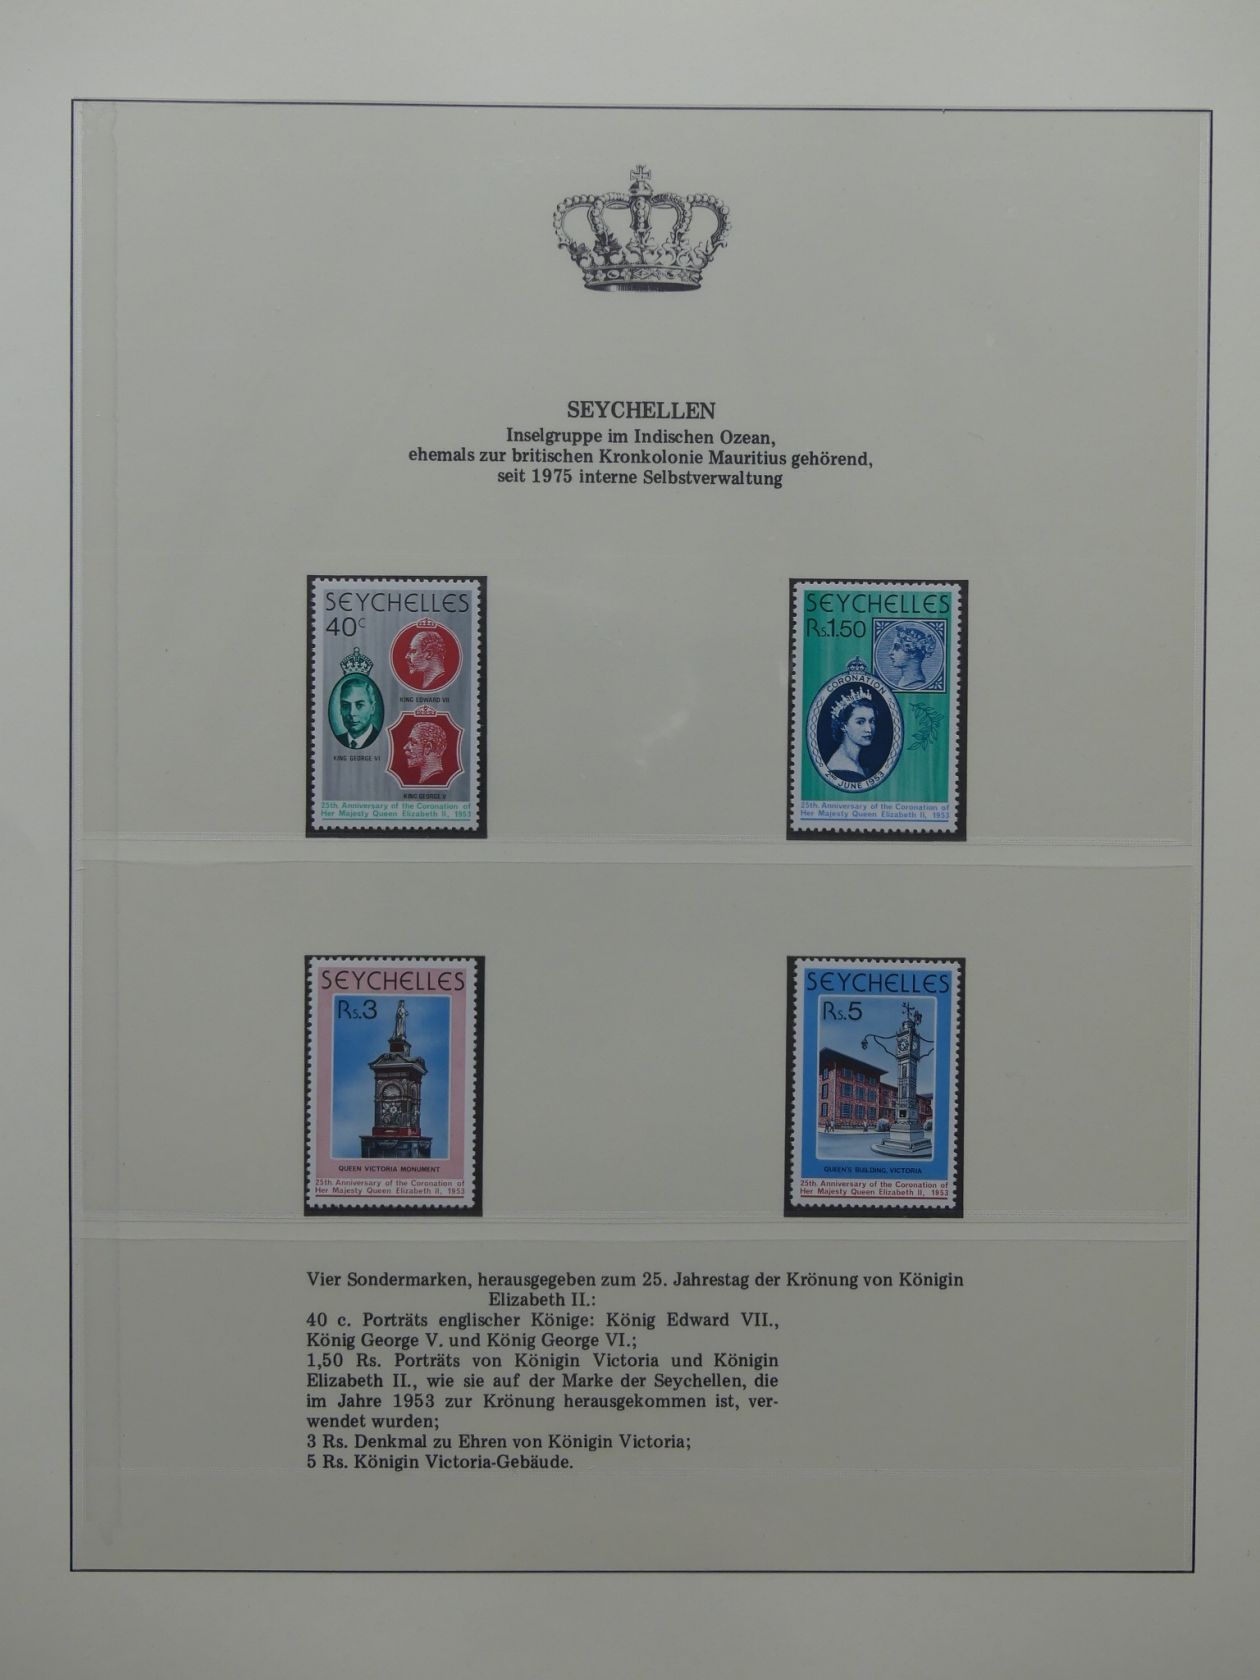 SEYCHELLEN
Inselgruppe im Indischen Ozean,
ehemals zur britischen Kronkolonie Mauritius gehörend,
seit 1975 interne Selbstverwaltung
SEYCHELLES
40c
KING EDWARD VII
KING GEORGE VI
KING GEORGE V
25th. Anniversary of the Coronation of
Her Majesty Queen Elizabeth II, 1953
SEYCHELLES
Rs.1.50
CORONATION
2nd JUNE 1953
25th. Anniversary of the Coronation of
Her Majesty Queen Elizabeth II, 1953
SEYCHELLES
Rs.3
QUEEN VICTORIA MONUMENT
25th. Anniversary of the Coronation of
Her Majesty Queen Elizabeth II, 1953
SEYCHELLES
Rs.5
QUEEN'S BUILDING, VICTORIA
25th. Anniversary of the Coronation of
Her Majesty Queen Elizabeth II, 1953
Vier Sondermarken, herausgegeben zum 25. Jahrestag der Krönung von Königin
Elizabeth II.:
40 c. Porträts englischer Könige: König Edward VII.,
König George V. und König George VI.;
1,50 Rs. Porträts von Königin Victoria und Königin
Elizabeth II., wie sie auf der Marke der Seychellen, die
im Jahre 1953 zur Krönung herausgekommen ist, ver-
wendet wurden;
3 Rs. Denkmal zu Ehren von Königin Victoria;
5 Rs. Königin Victoria-Gebäude.